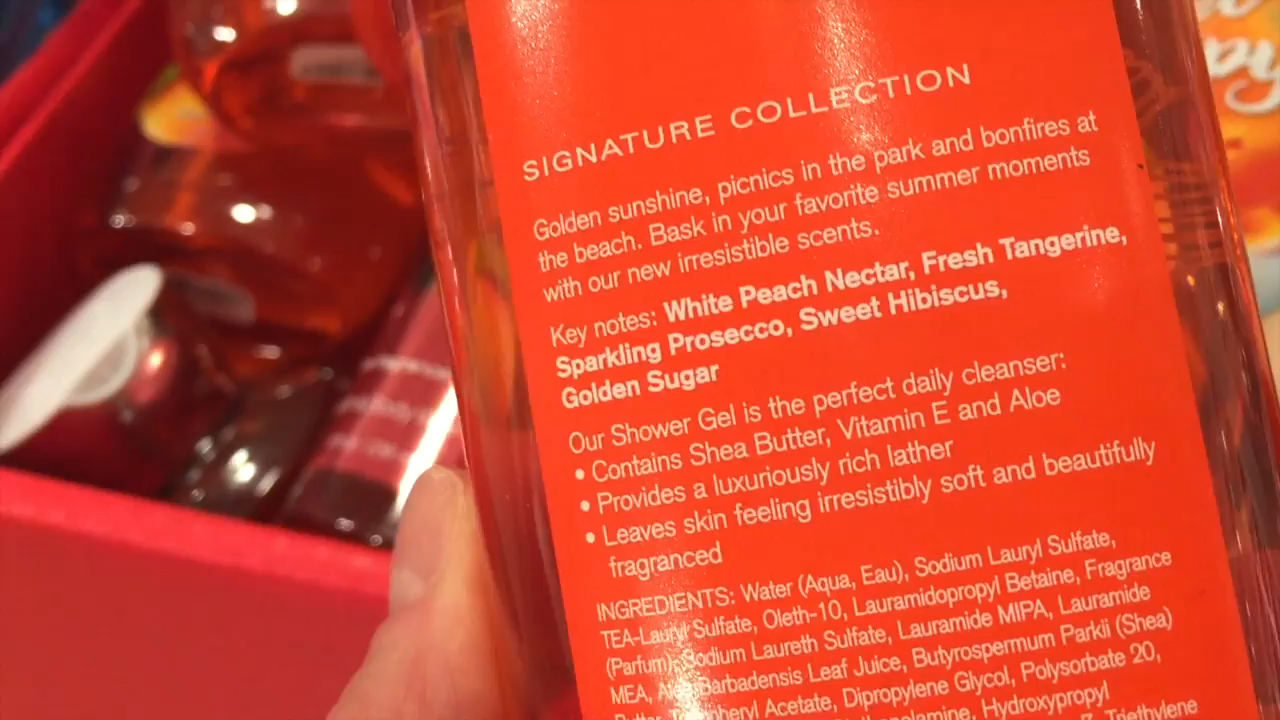 SIGNATURE COLLECTION
Golden sunshine, picnics in the park and bonfires at
the beach. Bask in your favorite summer moments
with our new irresistible scents.
Key notes: White Peach Nectar, Fresh Tangerine,
Sparkling Prosecco, Sweet Hibiscus,
Golden Sugar
Our Shower Gel is the perfect daily cleanser:
• Contains Shea Butter, Vitamin E and Aloe
• Provides a luxuriously rich lather
• Leaves skin feeling irresistibly soft and beautifully
fragranced
INGREDIENTS: Water (Aqua, Eau), Sodium Lauryl Sulfate,
TEA-Lauryl Sulfate, Oleth-10, Lauramidopropyl Betaine, Fragrance
(Parfum), Sodium Laureth Sulfate, Lauramide MIPA, Lauramide
MEA, Aloe Barbadensis Leaf Juice, Butyrospermum Parkii (Shea)
Butter, Tocopheryl Acetate, Dipropylene Glycol, Polysorbate 20,
Hydroxypropyl
Triethylene